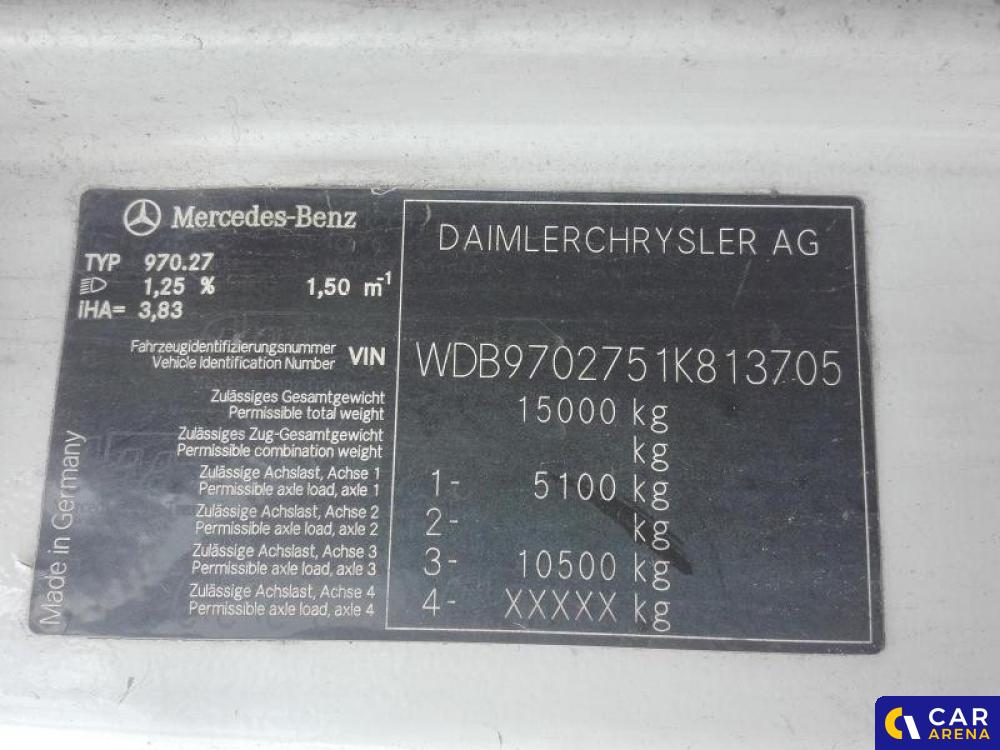 Mercedes-Benz
TYP 970.27
1,25 % 1,50 m-1
iHA= 3,83
DAIMLERCHRYSLER AG
Fahrzeugidentifizierungsnummer
Vehicle Identification Number
VIN WDB9702751K813705
Zulässiges Gesamtgewicht
Permissible total weight
15000 kg
Zulässiges Zug-Gesamtgewicht
Permissible combination weight
kg
Zulässige Achslast, Achse 1
Permissible axle load, axle 1
1- 5100 kg
Zulässige Achslast, Achse 2
Permissible axle load, axle 2
2- kg
Zulässige Achslast, Achse 3
Permissible axle load, axle 3
3- 10500 kg
Zulässige Achslast, Achse 4
Permissible axle load, axle 4
4- XXXXX kg
Made in Germany
CAR
ARENA